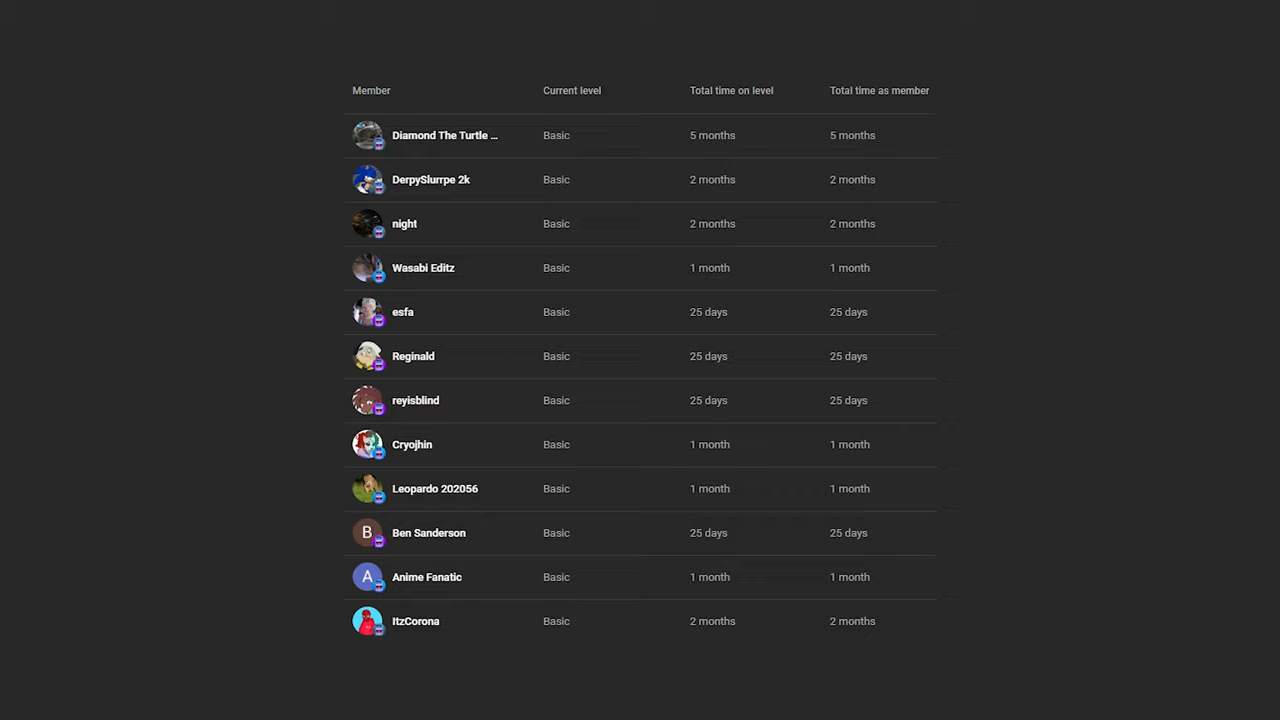 Member Current level Total time on level Total time as member
Diamond The Turtle ... Basic 5 months 5 months
DerpySlurrpe 2k Basic 2 months 2 months
night Basic 2 months 2 months
Wasabi Editz Basic 1 month 1 month
esfa Basic 25 days 25 days
Reginald Basic 25 days 25 days
reyisblind Basic 25 days 25 days
Cryojhin Basic 1 month 1 month
Leopardo 202056 Basic 1 month 1 month
B Ben Sanderson Basic 25 days 25 days
A Anime Fanatic Basic 1 month 1 month
ItzCorona Basic 2 months 2 months